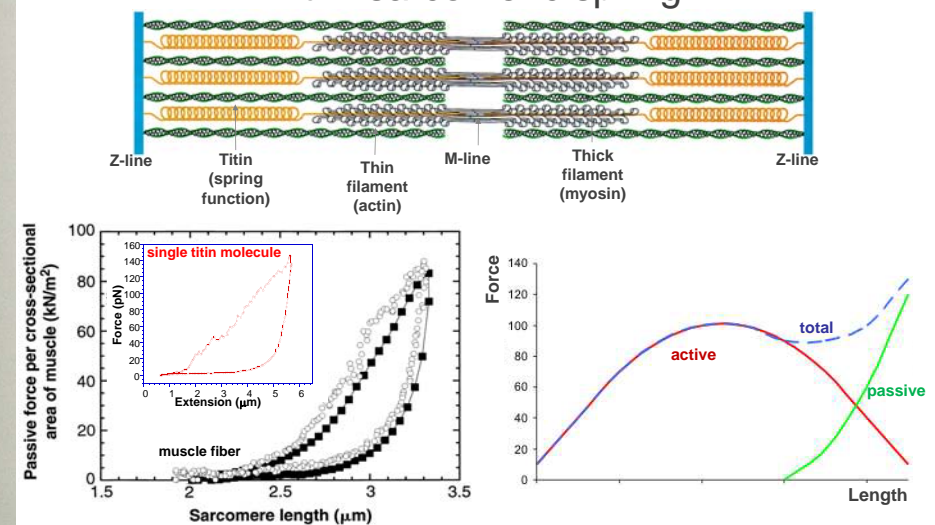 Z-line
Titin
(spring
function)
Thin
filament
(actin)
M-line
Thick
filament
(myosin)
Z-line
Passive force per cross-sectional
area of muscle (kN/m²)
100
80
60
40
20
0
1.5
2
2.5
3
3.5
Sarcomere length (μm)
muscle fiber
single titin molecule
Force (pN)
160
140
120
100
80
60
40
20
0
0
1
2
3
4
5
6
Extension (μm)
Force
140
120
100
80
60
40
20
0
total
active
passive
Length